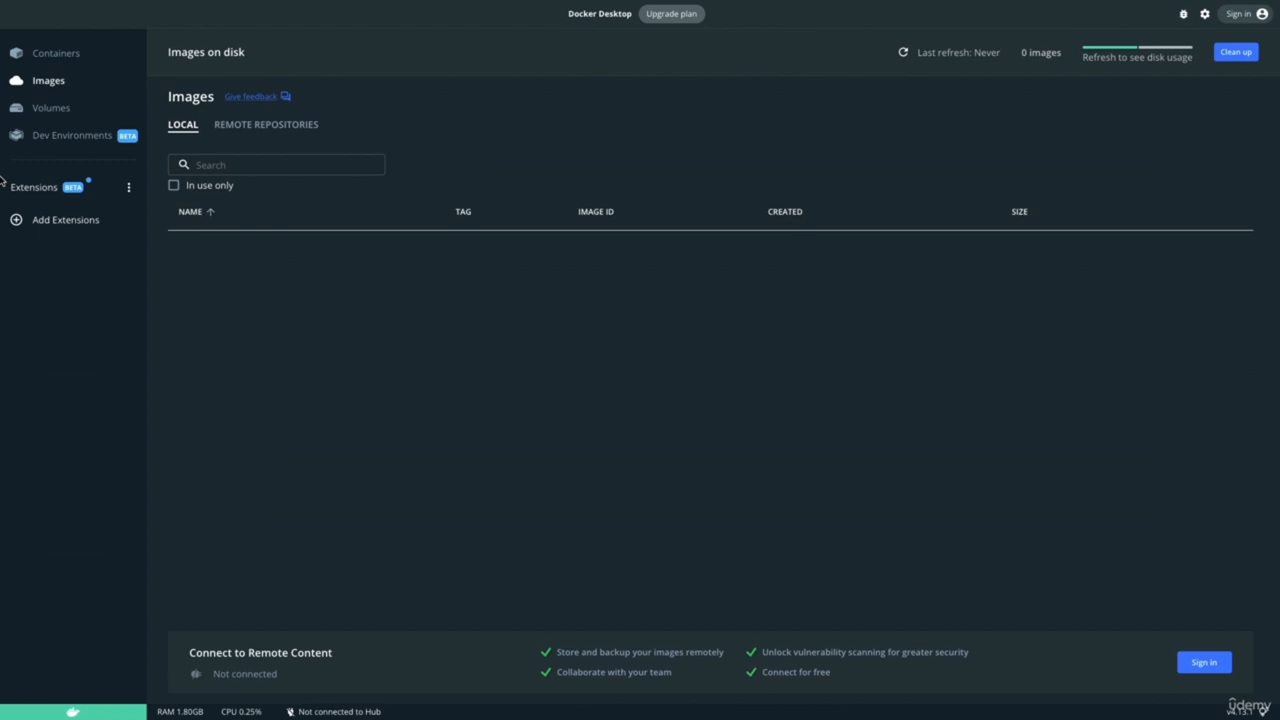 Docker Desktop Upgrade plan Sign in
Containers
Images
Volumes
Dev Environments BETA
Extensions BETA
Add Extensions
Images on disk
Last refresh: Never 0 images Refresh to see disk usage Clean up
Images Give feedback
LOCAL REMOTE REPOSITORIES
Search
In use only
NAME TAG IMAGE ID CREATED SIZE
Connect to Remote Content
Not connected
Store and backup your images remotely
Collaborate with your team
Unlock vulnerability scanning for greater security
Connect for free
Sign in
RAM 1.80GB CPU 0.25% Not connected to Hub
v4.13.1
udemy